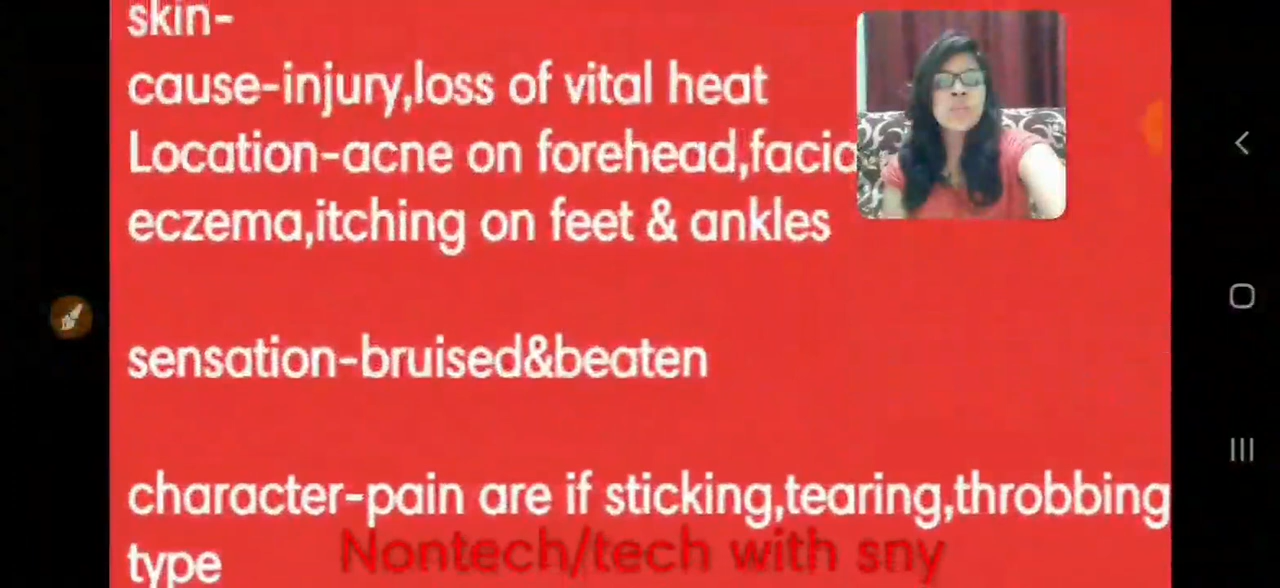 skin-
cause-injury,loss of vital heat
Location-acne on forehead,facia
eczema,itching on feet & ankles
sensation-bruised&beaten
character-pain are if sticking,tearing,throbbing
type
Nontech/tech with sny